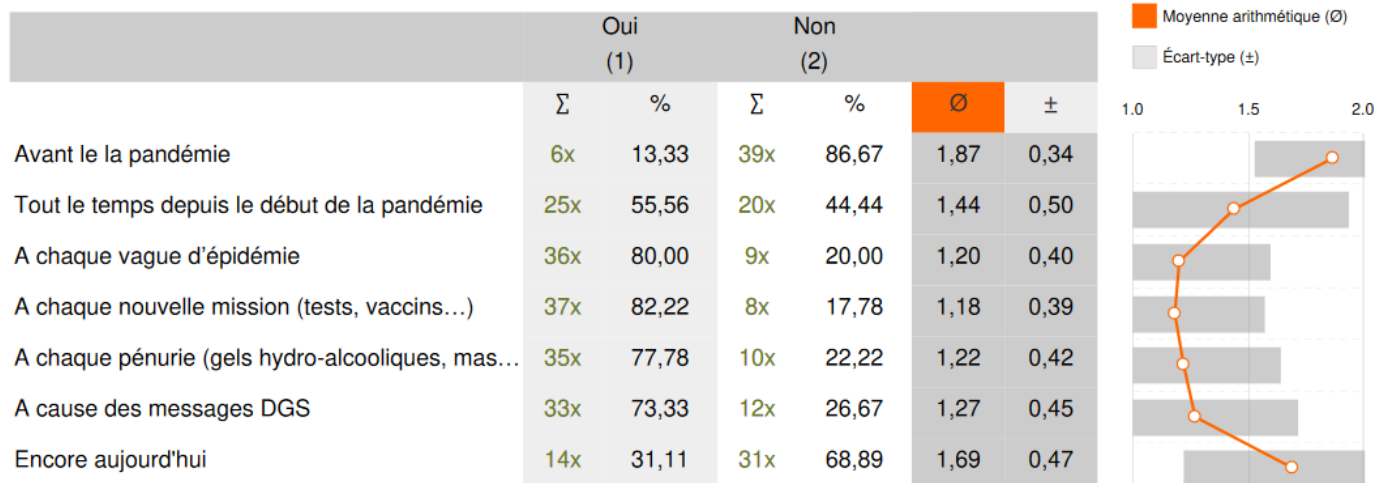 Oui Non
(1) (2)
Σ % Σ % Ø ±
Avant le la pandémie 6x 13,33 39x 86,67 1,87 0,34
Tout le temps depuis le début de la pandémie 25x 55,56 20x 44,44 1,44 0,50
A chaque vague d’épidémie 36x 80,00 9x 20,00 1,20 0,40
A chaque nouvelle mission (tests, vaccins…) 37x 82,22 8x 17,78 1,18 0,39
A chaque pénurie (gels hydro-alcooliques, mas… 35x 77,78 10x 22,22 1,22 0,42
A cause des messages DGS 33x 73,33 12x 26,67 1,27 0,45
Encore aujourd'hui 14x 31,11 31x 68,89 1,69 0,47
Moyenne arithmétique (Ø)
Écart-type (±)
1.0 1.5 2.0